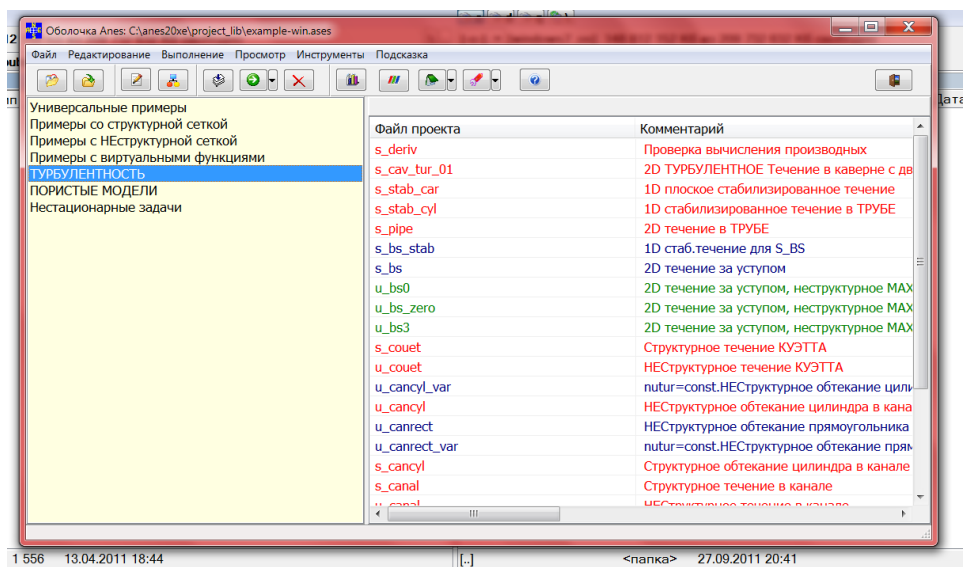 Оболочка Anes: C:\anes20xe\project_lib\example-win.ases
Файл Редактирование Выполнение Просмотр Инструменты Подсказка
Универсальные примеры
Примеры со структурной сеткой
Примеры с НЕструктурной сеткой
Примеры с виртуальными функциями
ТУРБУЛЕНТНОСТЬ
ПОРИСТЫЕ МОДЕЛИ
Нестационарные задачи
Файл проекта Комментарий
s_deriv Проверка вычисления производных
s_cav_tur_01 2D ТУРБУЛЕНТНОЕ Течение в каверне с дв
s_stab_car 1D плоское стабилизированное течение
s_stab_cyl 1D стабилизированное течение в ТРУБЕ
s_pipe 2D течение в ТРУБЕ
s_bs_stab 1D стаб.течение для S_BS
s_bs 2D течение за уступом
u_bs0 2D течение за уступом, неструктурное МАХ
u_bs_zero 2D течение за уступом, неструктурное МАХ
u_bs3 2D течение за уступом, неструктурное МАХ
s_couet Структурное течение КУЭТТА
u_couet НЕСтруктурное течение КУЭТТА
u_cancyl_var nutur=const.НЕСтруктурное обтекание цили
u_cancyl НЕСтруктурное обтекание цилиндра в кана
u_canrect НЕСтруктурное обтекание прямоугольника
u_canrect_var nutur=const.НЕСтруктурное обтекание прям
s_cancyl Структурное обтекание цилиндра в канале
s_canal Структурное течение в канале
u_canal НЕСтруктурное течение в канале
Дата
1 556 13.04.2011 18:44 [..] <папка> 27.09.2011 20:41